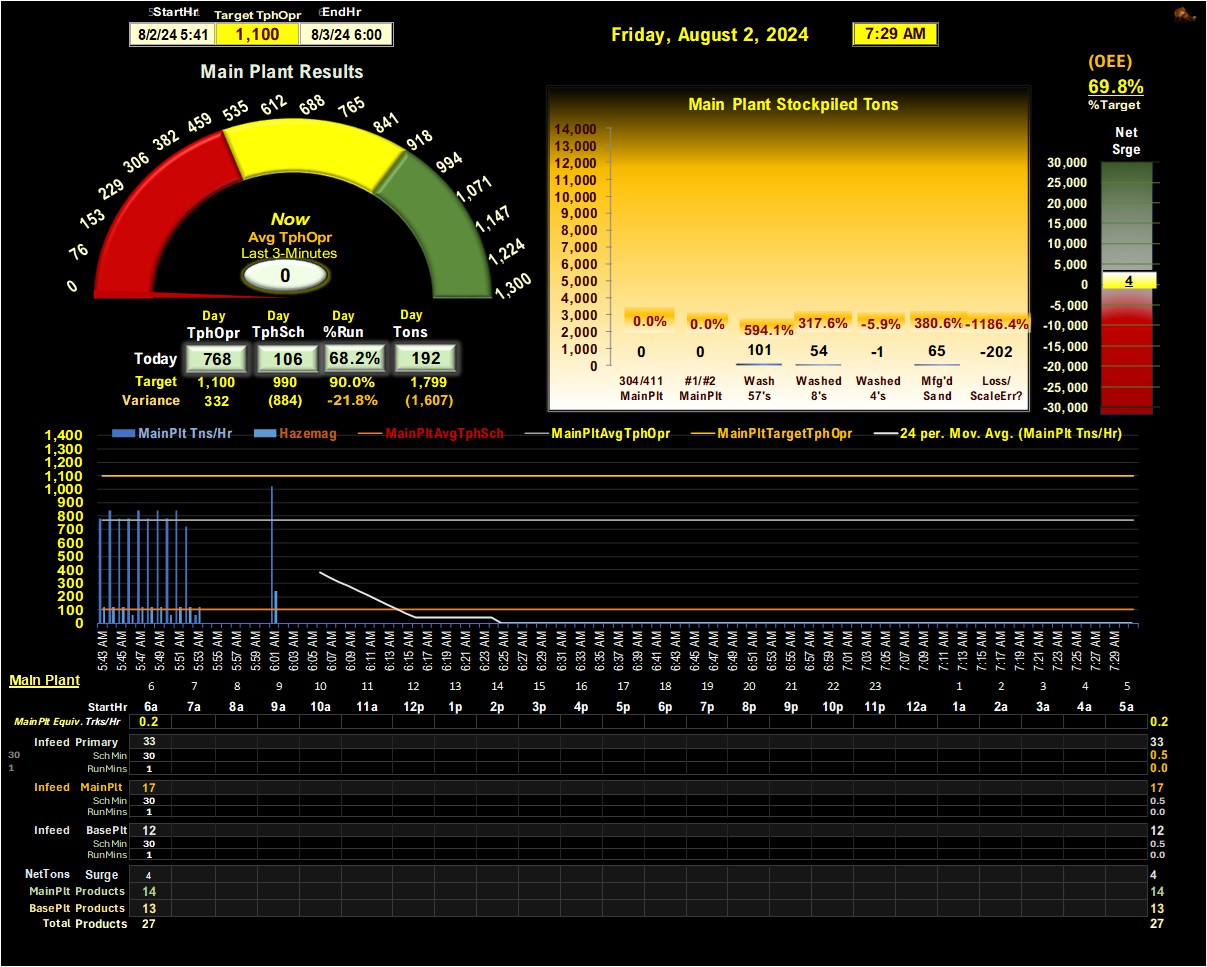 StartHr Target TphOpr EndHr
8/2/24 5:41 1,100 8/3/24 6:00
Friday, August 2, 2024 7:29 AM
(OEE)
69.8%
%Target
Main Plant Results
0 76 153 229 306 382 459 535 612 688 765 841 918 994 1,071 1,147 1,224 1,300
Now
Avg TphOpr
Last 3-Minutes
0
Day Day Day Day
TphOpr TphSch %Run Tons
Today 768 106 68.2% 192
Target 1,100 990 90.0% 1,799
Variance 332 (884) -21.8% (1,607)
Main Plant Stockpiled Tons
14,000
13,000
12,000
11,000
10,000
9,000
8,000
7,000
6,000
5,000
4,000
3,000
2,000
1,000
0
0.0% 0.0% 594.1% 317.6% -5.9% 380.6% -1186.4%
0 0 101 54 -1 65 -202
304/411 #1/#2 Wash Washed Washed Mfg'd Loss/
MainPlt MainPlt 57's 8's 4's Sand ScaleErr?
Net
Srge
30,000
25,000
20,000
15,000
10,000
5,000
0
-5,000
-10,000
-15,000
-20,000
-25,000
-30,000
4
MainPlt Tns/Hr Hazemag MainPltAvgTphSch MainPltAvgTphOpr MainPltTargetTphOpr 24 per. Mov. Avg. (MainPlt Tns/Hr)
1,400
1,300
1,200
1,100
1,000
900
800
700
600
500
400
300
200
100
0
5:43 AM 5:45 AM 5:47 AM 5:49 AM 5:51 AM 5:53 AM 5:55 AM 5:57 AM 5:59 AM 6:01 AM 6:03 AM 6:05 AM 6:07 AM 6:09 AM 6:11 AM 6:13 AM 6:15 AM 6:17 AM 6:19 AM 6:21 AM 6:23 AM 6:25 AM 6:27 AM 6:29 AM 6:31 AM 6:33 AM 6:35 AM 6:37 AM 6:39 AM 6:41 AM 6:43 AM 6:45 AM 6:47 AM 6:49 AM 6:51 AM 6:53 AM 6:55 AM 6:57 AM 6:59 AM 7:01 AM 7:03 AM 7:05 AM 7:07 AM 7:09 AM 7:11 AM 7:13 AM 7:15 AM 7:17 AM 7:19 AM 7:21 AM 7:23 AM 7:25 AM 7:27 AM 7:29 AM
Main Plant
6 7 8 9 10 11 12 13 14 15 16 17 18 19 20 21 22 23 1 2 3 4 5
StartHr 6a 7a 8a 9a 10a 11a 12p 1p 2p 3p 4p 5p 6p 7p 8p 9p 10p 11p 12a 1a 2a 3a 4a 5a
MainPlt Equiv. Trks/Hr 0.2 0.2
Infeed Primary 33 33
30 Sch Min 30 0.5
1 RunMins 1 0.0
Infeed MainPlt 17 17
Sch Min 30 0.5
RunMins 1 0.0
Infeed BasePlt 12 12
Sch Min 30 0.5
RunMins 1 0.0
NetTons Surge 4 4
MainPlt Products 14 14
BasePlt Products 13 13
Total Products 27 27